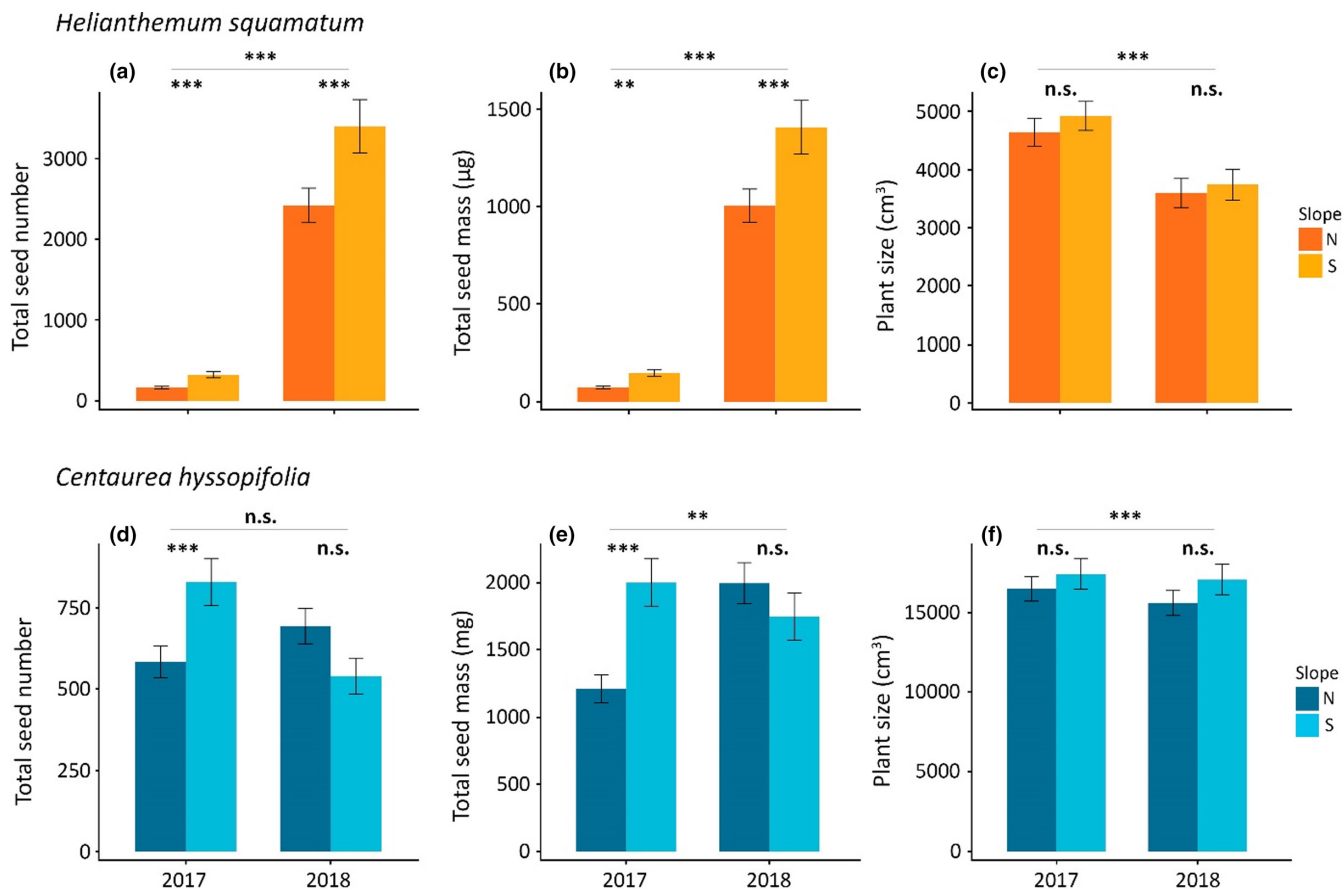 Helianthemum squamatum
(a)
***
***
***
Total seed number
3000
2000
1000
0
(b)
***
**
***
Total seed mass (µg)
1500
1000
500
0
(c)
***
n.s.
n.s.
Plant size (cm³)
5000
4000
3000
2000
1000
0
Slope
N
S
Centaurea hyssopifolia
(d)
n.s.
***
n.s.
Total seed number
750
500
250
0
2017
2018
(e)
**
***
n.s.
Total seed mass (mg)
2000
1500
1000
500
0
2017
2018
(f)
***
n.s.
n.s.
Plant size (cm³)
15000
10000
5000
0
2017
2018
Slope
N
S